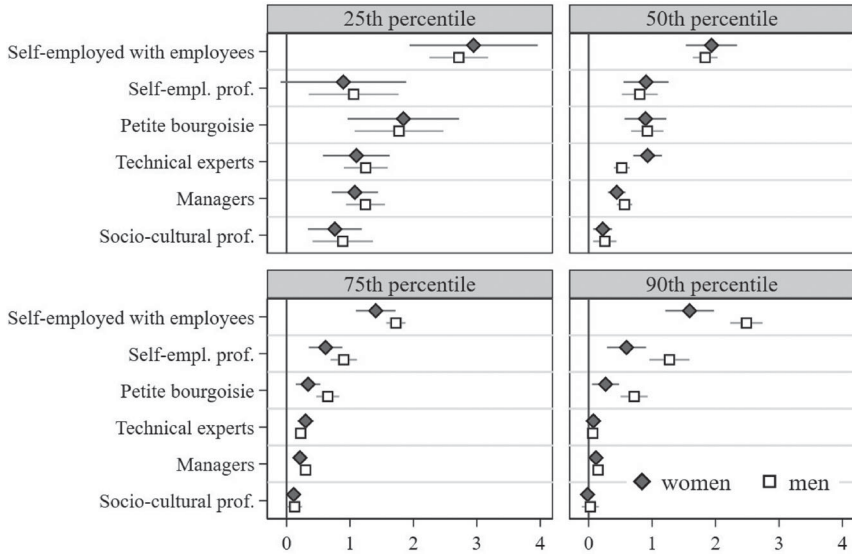 25th percentile
50th percentile
Self-employed with employees
Self-empl. prof.
Petite bourgoisie
Technical experts
Managers
Socio-cultural prof.
75th percentile
90th percentile
Self-employed with employees
Self-empl. prof.
Petite bourgoisie
Technical experts
Managers
Socio-cultural prof.
women
men
0 1 2 3 4
0 1 2 3 4